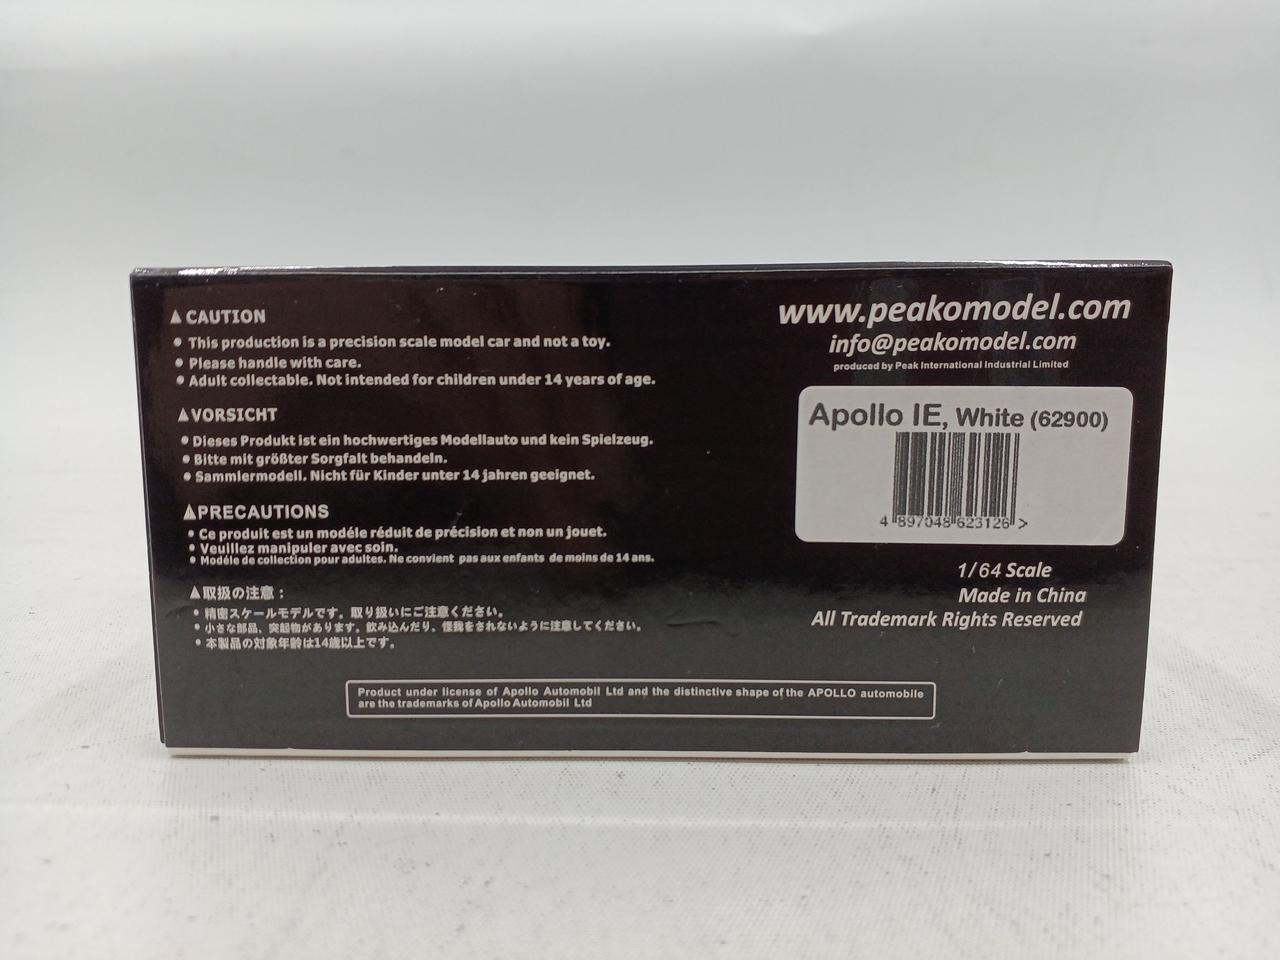 CAUTION
• This production is a precision scale model car and not a toy.
• Please handle with care.
• Adult collectable. Not intended for children under 14 years of age.
VORSICHT
• Dieses Produkt ist ein hochwertiges Modellauto und kein Spielzeug.
• Bitte mit größter Sorgfalt behandeln.
• Sammlermodell. Nicht für Kinder unter 14 jahren geeignet.
PRECAUTIONS
• Ce produit est un modéle réduit de précision et non un jouet.
• Veuillez manipuler avec soin.
• Modéle de collection pour adultes. Ne convient pas aux enfants de moins de 14 ans.
取扱の注意：
• 精密スケールモデルです。取り扱いにご注意ください。
• 小さな部品、突起物があります。飲み込んだり、怪我をされないように注意してください。
• 本製品の対象年齢は14歳以上です。
www.peakomodel.com
info@peakomodel.com
produced by Peak International Industrial Limited
Apollo IE, White (62900)
4 897048 623126 >
1/64 Scale
Made in China
All Trademark Rights Reserved
Product under license of Apollo Automobil Ltd and the distinctive shape of the APOLLO automobile
are the trademarks of Apollo Automobil Ltd